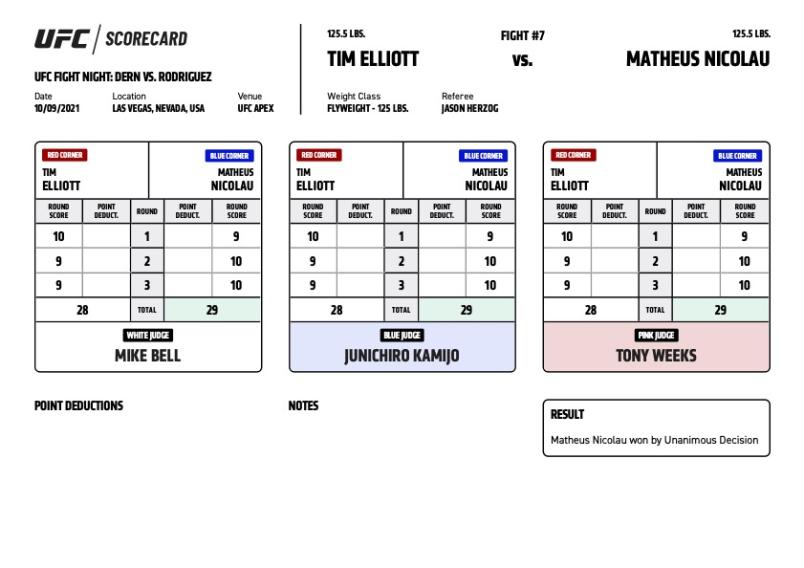 UFC / SCORECARD
UFC FIGHT NIGHT: DERN VS. RODRIGUEZ
Date Location Venue
10/09/2021 LAS VEGAS, NEVADA, USA UFC APEX
125.5 LBS. FIGHT #7 125.5 LBS.
TIM ELLIOTT VS. MATHEUS NICOLAU
Weight Class Referee
FLYWEIGHT - 125 LBS. JASON HERZOG
RED CORNER BLUE CORNER
TIM MATHEUS
ELLIOTT NICOLAU
ROUND SCORE POINT DEDUCT. ROUND POINT DEDUCT. ROUND SCORE
10 1 9
9 2 10
9 3 10
28 TOTAL 29
WHITE JUDGE
MIKE BELL
RED CORNER BLUE CORNER
TIM MATHEUS
ELLIOTT NICOLAU
ROUND SCORE POINT DEDUCT. ROUND POINT DEDUCT. ROUND SCORE
10 1 9
9 2 10
9 3 10
28 TOTAL 29
BLUE JUDGE
JUNICHIRO KAMIJO
RED CORNER BLUE CORNER
TIM MATHEUS
ELLIOTT NICOLAU
ROUND SCORE POINT DEDUCT. ROUND POINT DEDUCT. ROUND SCORE
10 1 9
9 2 10
9 3 10
28 TOTAL 29
PINK JUDGE
TONY WEEKS
POINT DEDUCTIONS
NOTES
RESULT
Matheus Nicolau won by Unanimous Decision